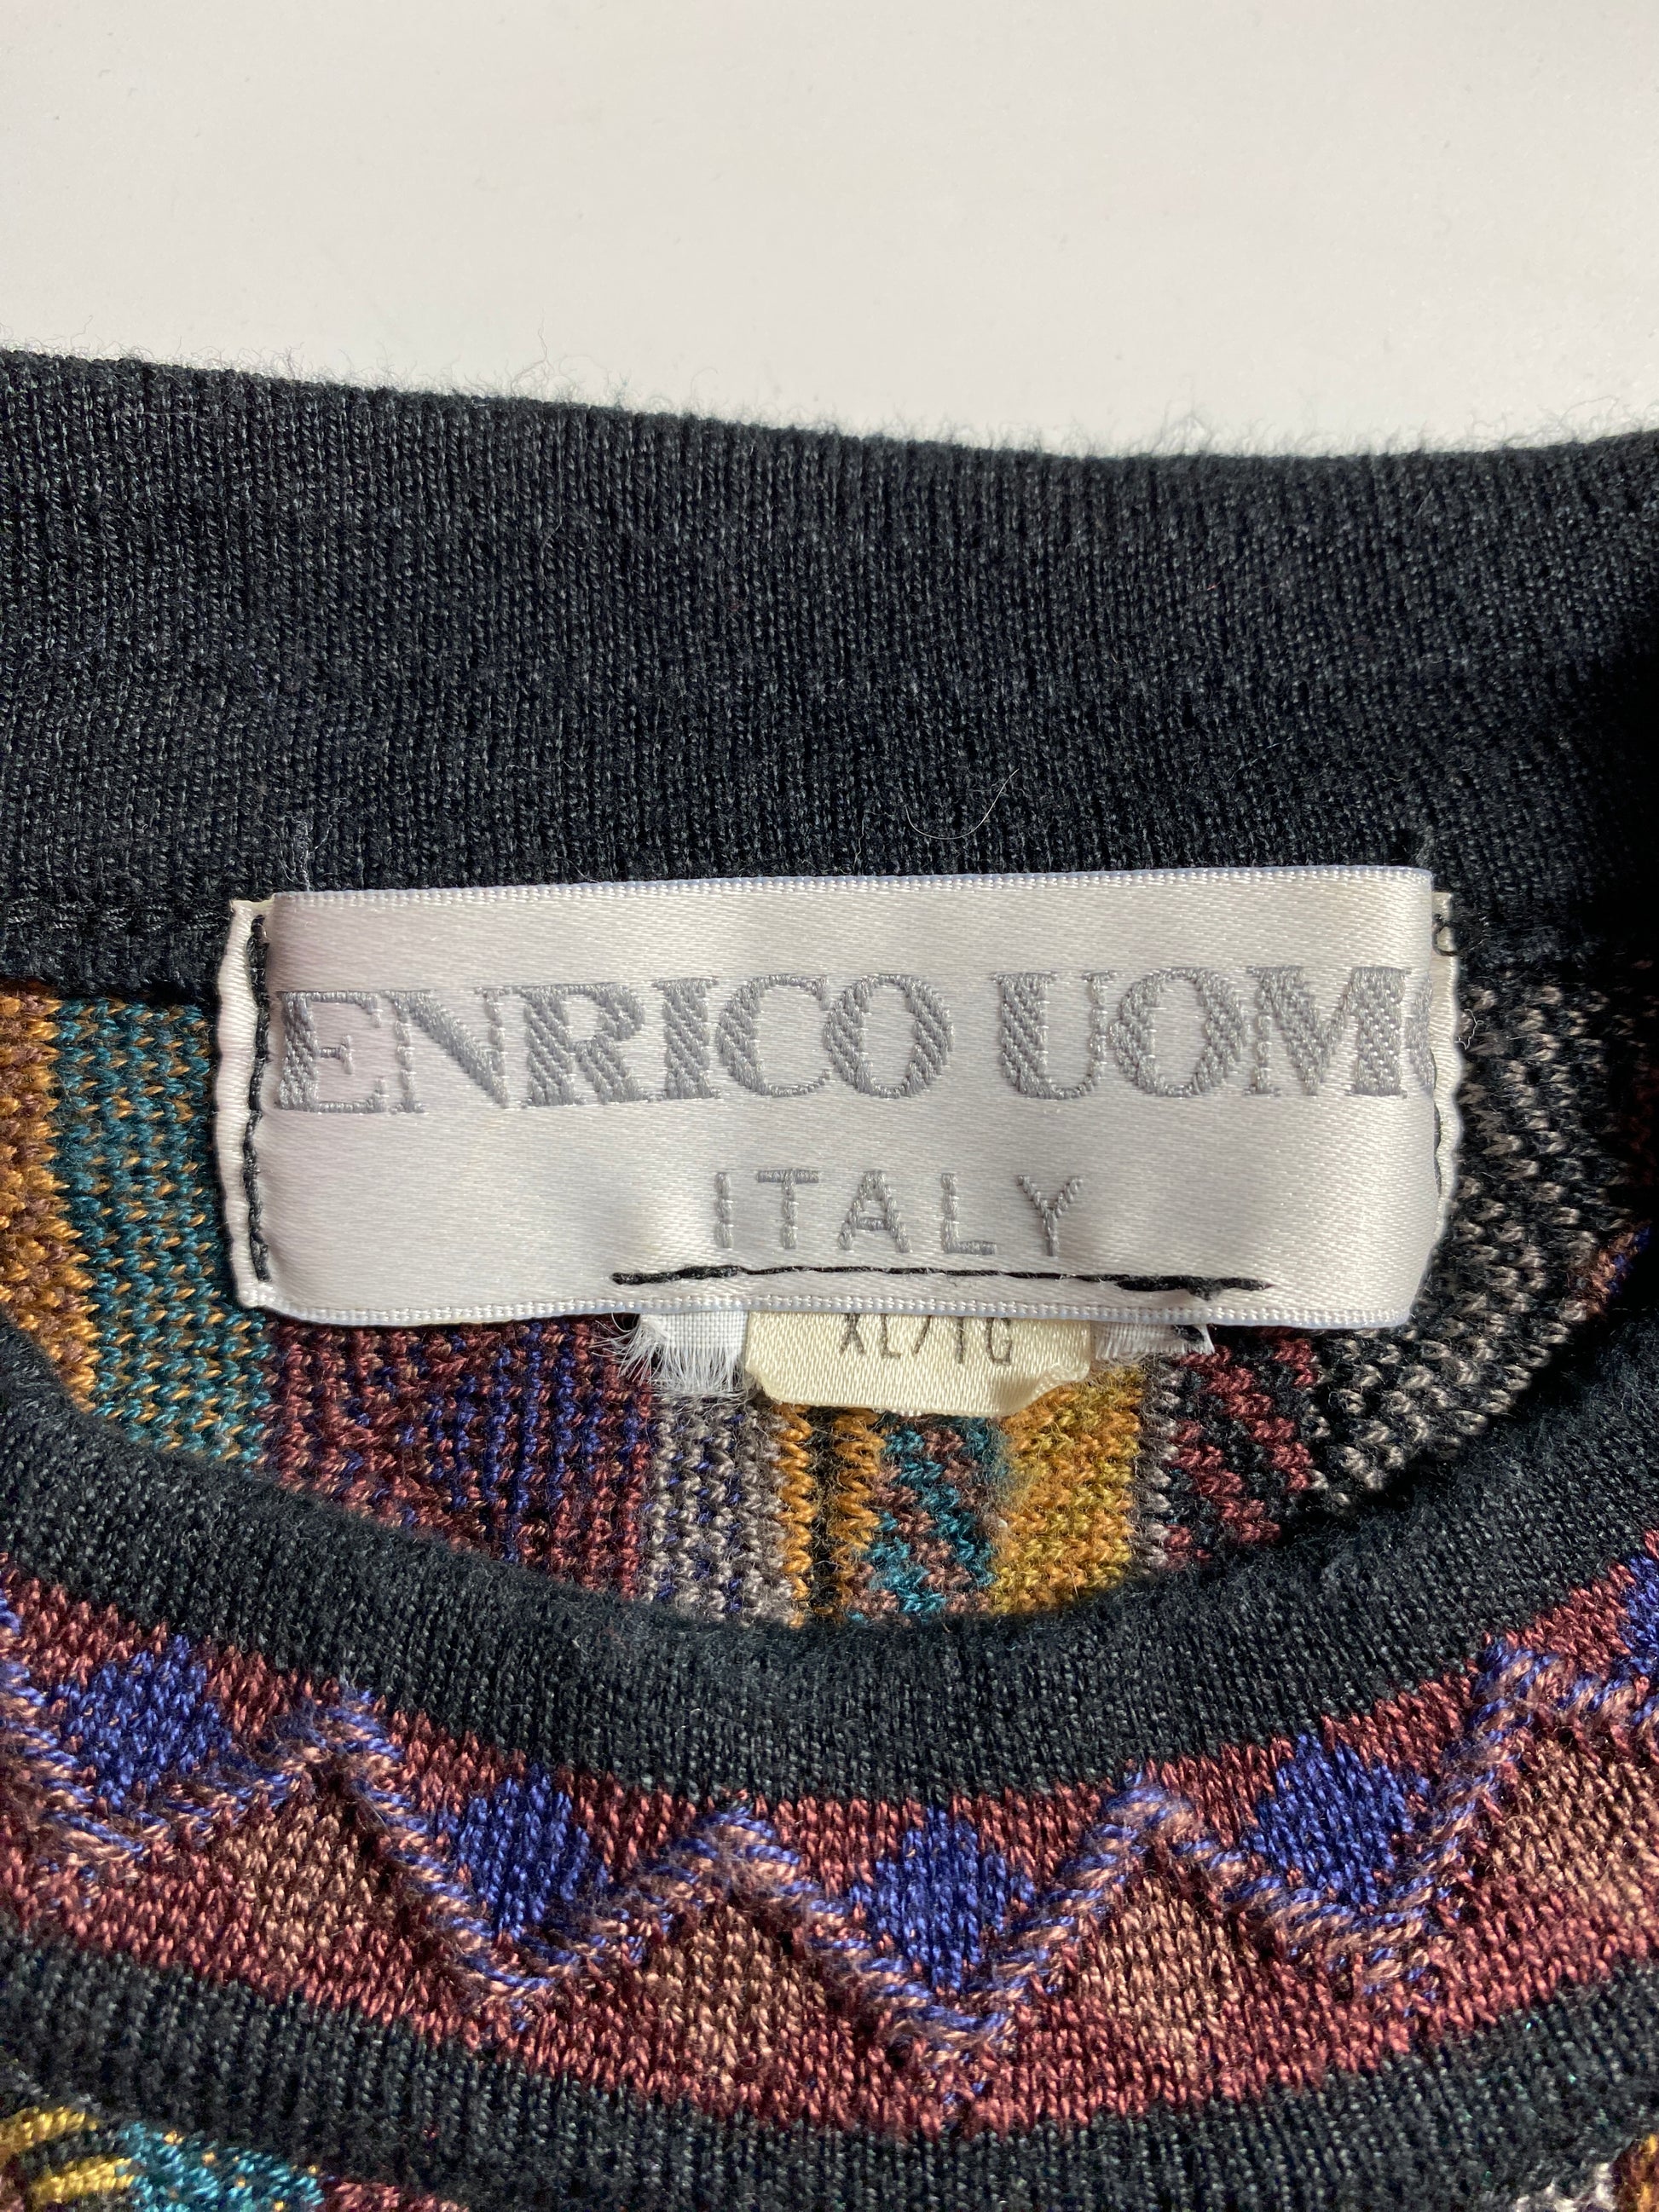 ENRICO UOMO
ITALY
XL/TG